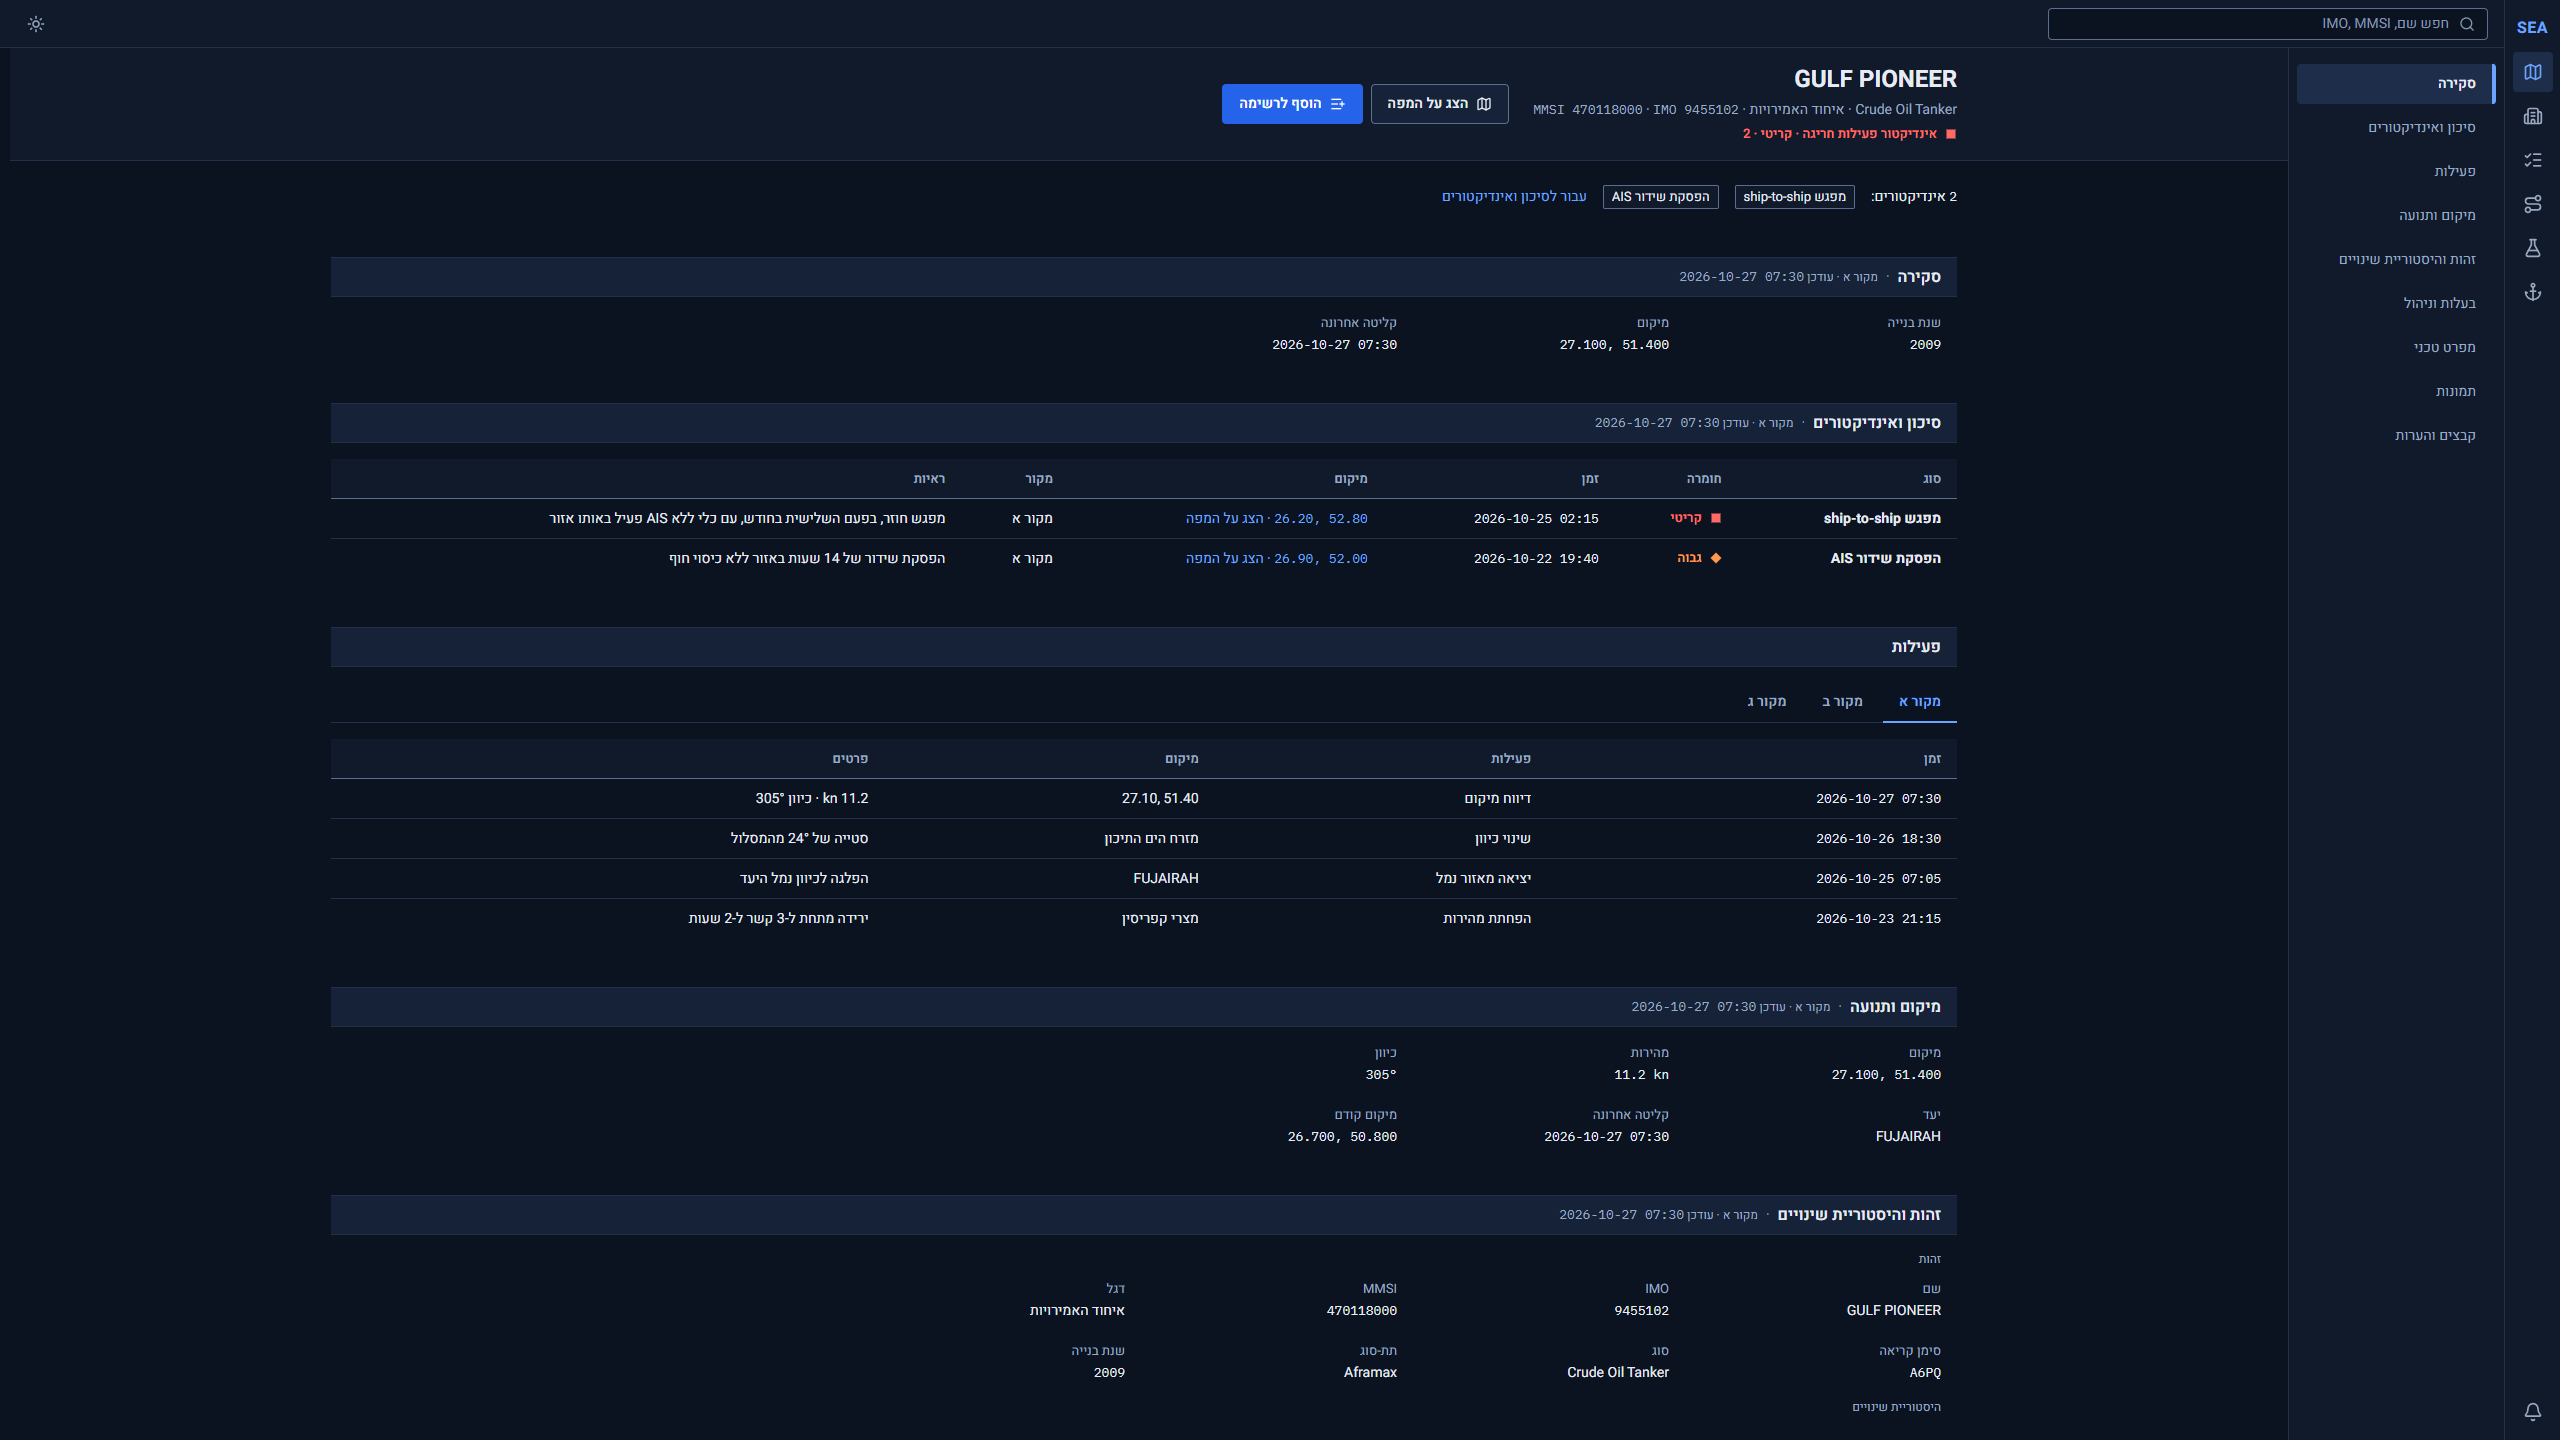 SEA
חפש שם, IMO, MMSI
סקירה
סיכון ואינדיקטורים
פעילות
מיקום ותנועה
זהות והיסטוריית שינויים
בעלות וניהול
מפרט טכני
תמונות
קבצים והערות
GULF PIONEER
Crude Oil Tanker · איחוד האמירויות · IMO 9455102 · MMSI 470118000
אינדיקטור פעילות חריגה · קריטי · 2
הצג על המפה
הוסף לרשימה
2 אינדיקטורים: מפגש ship-to-ship הפסקת שידור AIS עבור לסיכון ואינדיקטורים
סקירה · מקור א · עודכן 2026-10-27 07:30
שנת בנייה מיקום קליטה אחרונה
2009 27.100, 51.400 2026-10-27 07:30
סיכון ואינדיקטורים · מקור א · עודכן 2026-10-27 07:30
סוג חומרה זמן מיקום מקור ראיות
מפגש ship-to-ship קריטי 2026-10-25 02:15 26.20, 52.80 · הצג על המפה מקור א מפגש חוזר, בפעם השלישית בחודש, עם כלי ללא AIS פעיל באותו אזור
הפסקת שידור AIS גבוה 2026-10-22 19:40 26.90, 52.00 · הצג על המפה מקור א הפסקת שידור של 14 שעות באזור ללא כיסוי חוף
פעילות
מקור א מקור ב מקור ג
זמן פעילות מיקום פרטים
2026-10-27 07:30 דיווח מיקום 27.10, 51.40 11.2 kn · כיוון 305°
2026-10-26 18:30 שינוי כיוון מזרח הים התיכון סטייה של 24° מהמסלול
2026-10-25 07:05 יציאה מאזור נמל FUJAIRAH הפלגה לכיוון נמל היעד
2026-10-23 21:15 הפחתת מהירות מצרי קפריסין ירידה מתחת ל-3 קשר ל-2 שעות
מיקום ותנועה · מקור א · עודכן 2026-10-27 07:30
מיקום מהירות כיוון
27.100, 51.400 11.2 kn 305°
יעד קליטה אחרונה מיקום קודם
FUJAIRAH 2026-10-27 07:30 26.700, 50.800
זהות והיסטוריית שינויים · מקור א · עודכן 2026-10-27 07:30
זהות
שם IMO MMSI דגל
GULF PIONEER 9455102 470118000 איחוד האמירויות
סימן קריאה סוג תת-סוג שנת בנייה
A6PQ Crude Oil Tanker Aframax 2009
היסטוריית שינויים